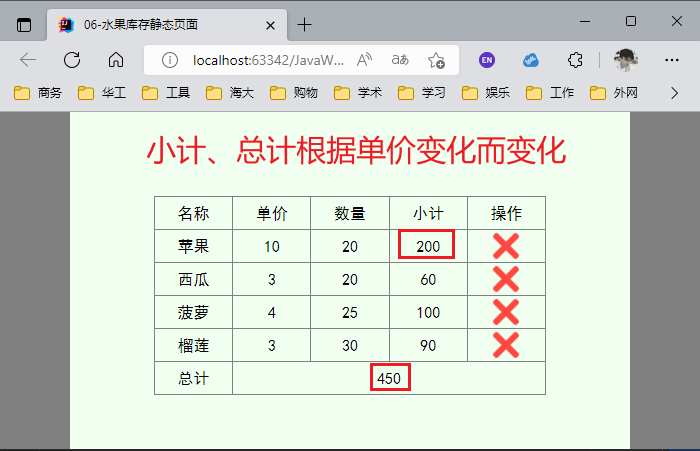 06-水果库存静态页面
localhost:63342/JavaW...
EN
商务 华工 工具 海大 购物 学术 学习 娱乐 工作 外网
小计、总计根据单价变化而变化
名称 单价 数量 小计 操作
苹果 10 20 200
西瓜 3 20 60
菠萝 4 25 100
榴莲 3 30 90
总计 450